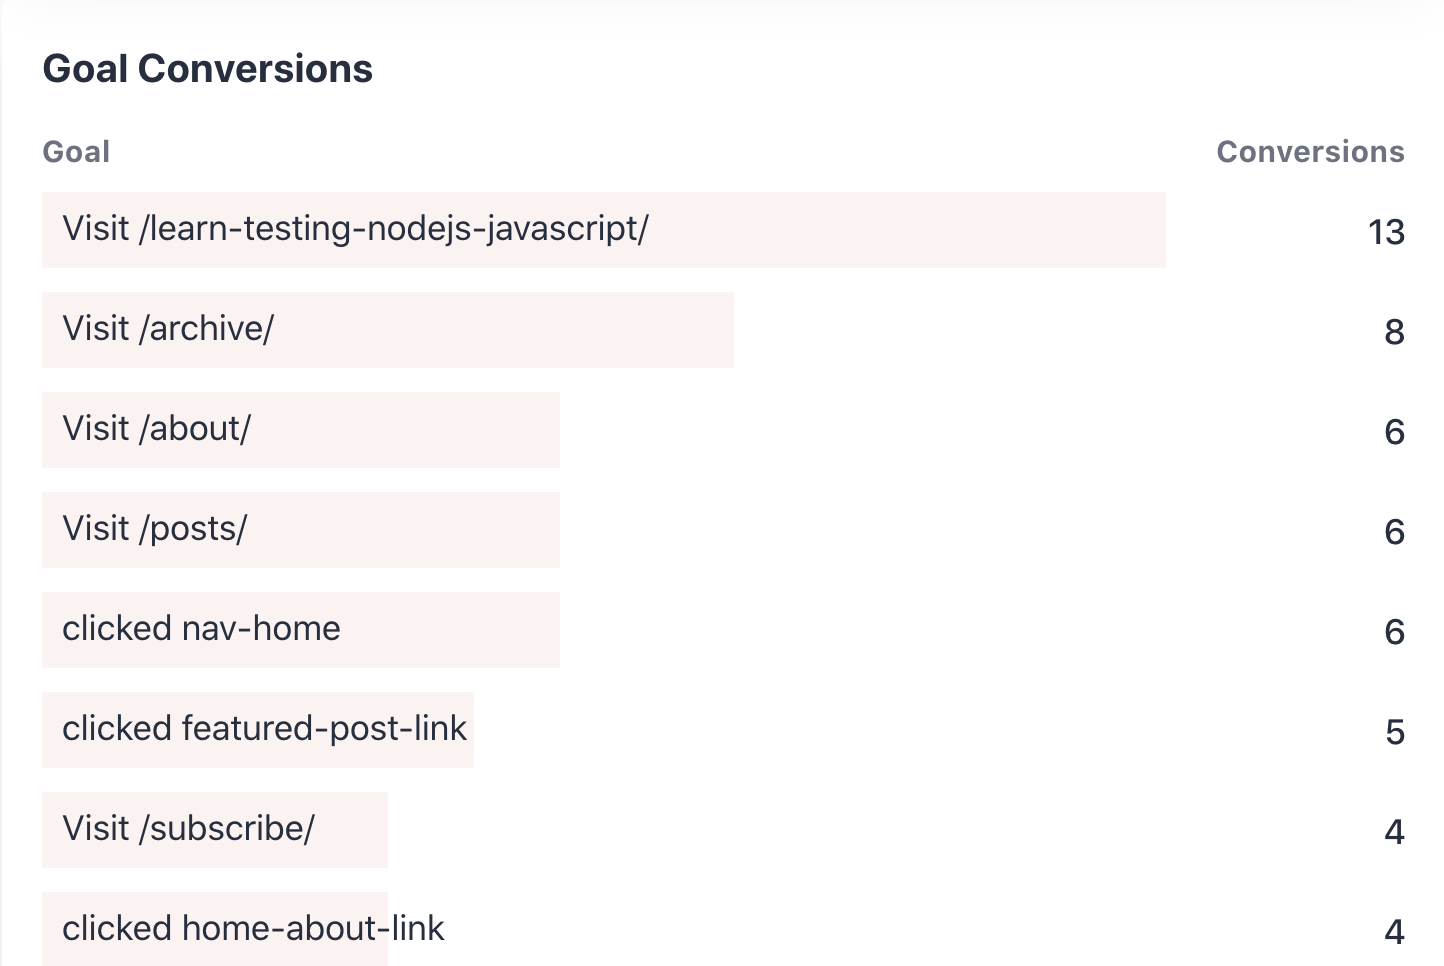 Goal Conversions
Goal Conversions
Visit /learn-testing-nodejs-javascript/ 13
Visit /archive/ 8
Visit /about/ 6
Visit /posts/ 6
clicked nav-home 6
clicked featured-post-link 5
Visit /subscribe/ 4
clicked home-about-link 4